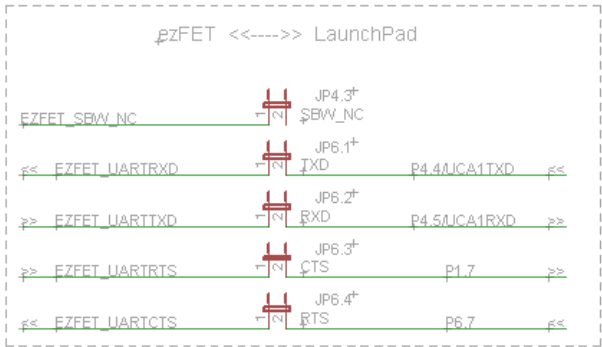 ezFET <<---->> LaunchPad
JP4.3
EZFET_SBW_NC 1 2 SBW_NC
JP6.1
<< EZFET_UARTRXD 1 2 TXD P4.4/UCA1TXD <<
JP6.2
>> EZFET_UARTTXD 1 2 RXD P4.5/UCA1RXD >>
JP6.3
>> EZFET_UARTRTS 1 2 CTS P1.7 >>
JP6.4
<< EZFET_UARTCTS 1 2 RTS P6.7 <<